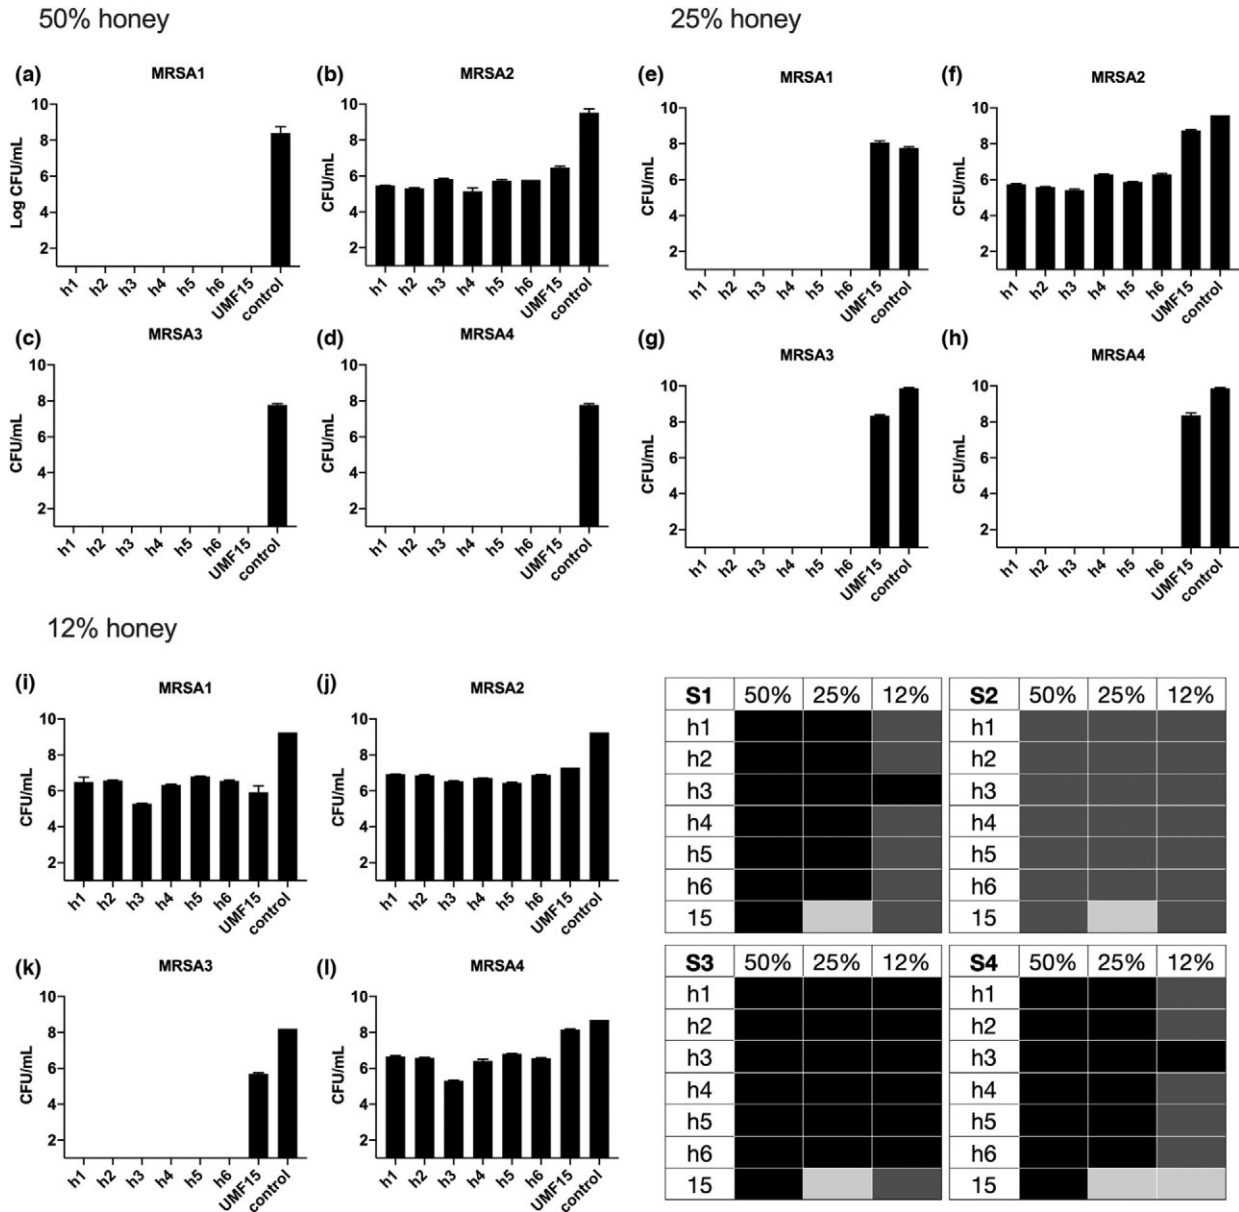 50% honey
25% honey
(a) MRSA1
Log CFU/mL
10
8
6
4
2
h1 h2 h3 h4 h5 h6 UMF15 control
(b) MRSA2
CFU/mL
10
8
6
4
2
h1 h2 h3 h4 h5 h6 UMF15 control
(e) MRSA1
CFU/mL
10
8
6
4
2
h1 h2 h3 h4 h5 h6 UMF15 control
(f) MRSA2
CFU/mL
10
8
6
4
2
h1 h2 h3 h4 h5 h6 UMF15 control
(c) MRSA3
CFU/mL
10
8
6
4
2
h1 h2 h3 h4 h5 h6 UMF15 control
(d) MRSA4
CFU/mL
10
8
6
4
2
h1 h2 h3 h4 h5 h6 UMF15 control
(g) MRSA3
CFU/mL
10
8
6
4
2
h1 h2 h3 h4 h5 h6 UMF15 control
(h) MRSA4
CFU/mL
10
8
6
4
2
h1 h2 h3 h4 h5 h6 UMF15 control
12% honey
(i) MRSA1
CFU/mL
10
8
6
4
2
h1 h2 h3 h4 h5 h6 UMF15 control
(j) MRSA2
CFU/mL
10
8
6
4
2
h1 h2 h3 h4 h5 h6 UMF15 control
(k) MRSA3
CFU/mL
10
8
6
4
2
h1 h2 h3 h4 h5 h6 UMF15 control
(l) MRSA4
CFU/mL
10
8
6
4
2
h1 h2 h3 h4 h5 h6 UMF15 control
S1 50% 25% 12%
h1
h2
h3
h4
h5
h6
15
S2 50% 25% 12%
h1
h2
h3
h4
h5
h6
15
S3 50% 25% 12%
h1
h2
h3
h4
h5
h6
15
S4 50% 25% 12%
h1
h2
h3
h4
h5
h6
15